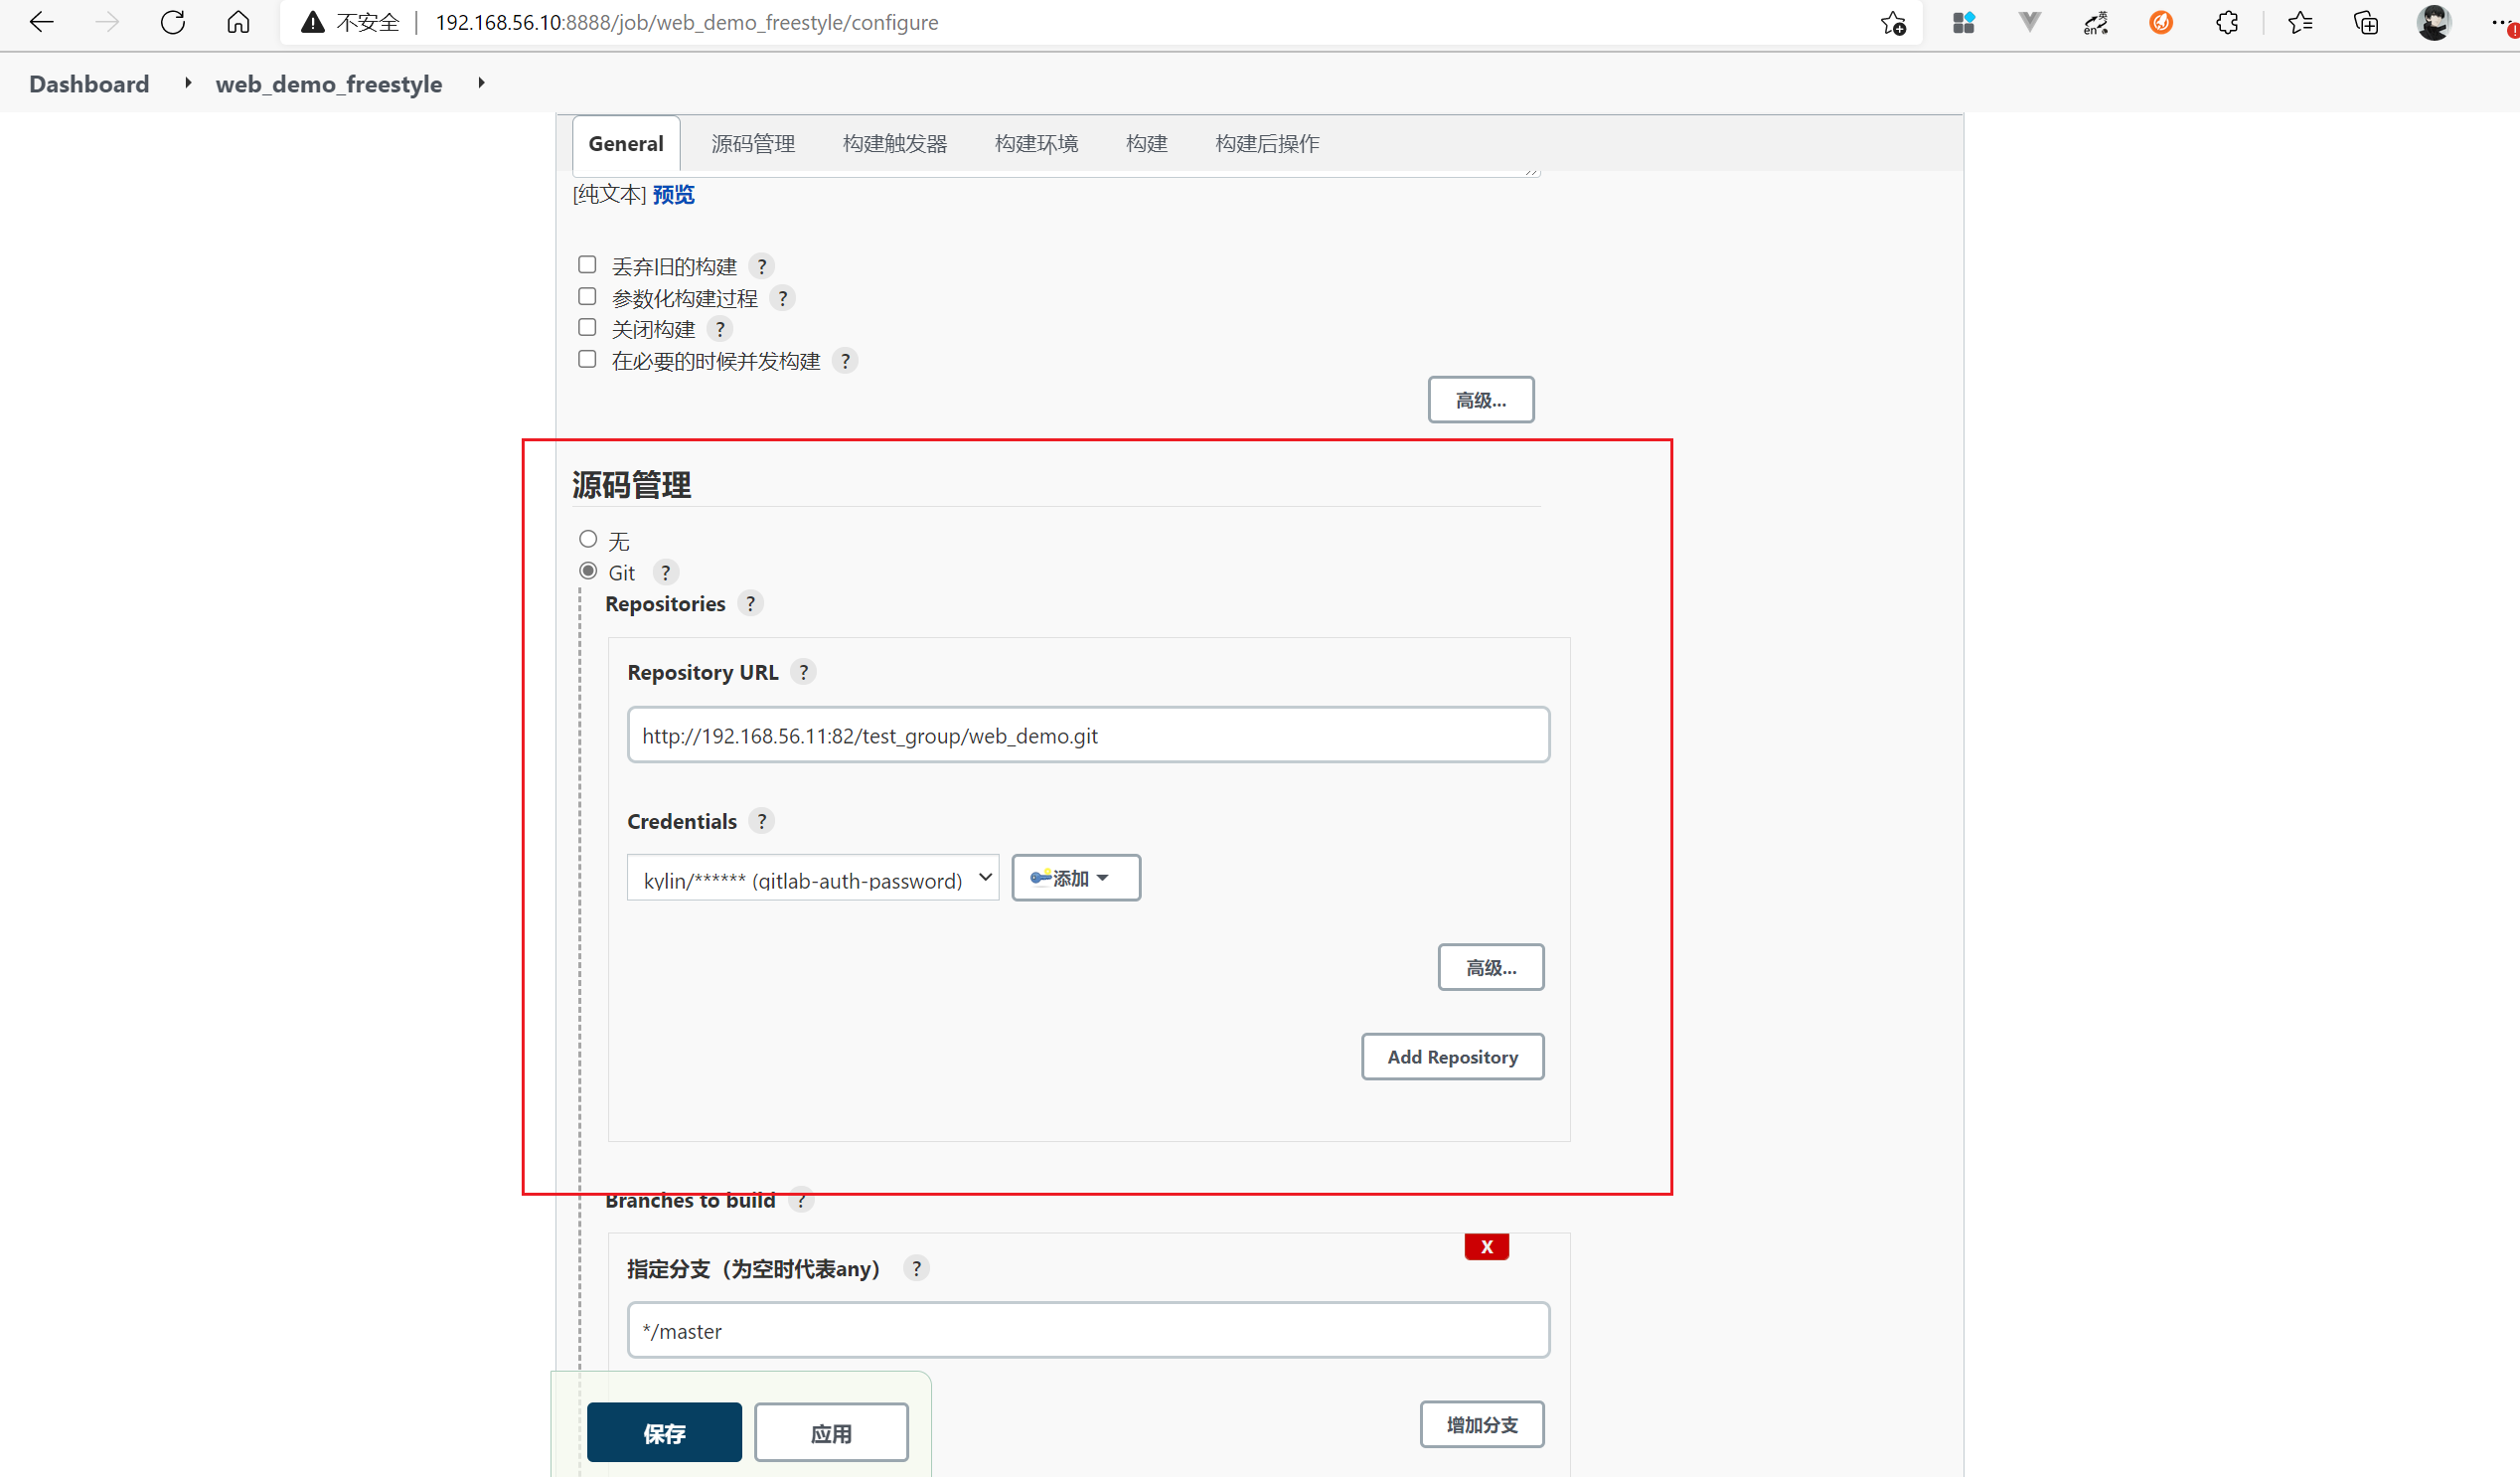 不安全 | 192.168.56.10:8888/job/web_demo_freestyle/configure
Dashboard web_demo_freestyle
General 源码管理 构建触发器 构建环境 构建 构建后操作
[纯文本] 预览
丢弃旧的构建 ?
参数化构建过程 ?
关闭构建 ?
在必要的时候并发构建 ?
高级...
源码管理
无
Git ?
Repositories ?
Repository URL ?
http://192.168.56.11:82/test_group/web_demo.git
Credentials ?
kylin/****** (gitlab-auth-password) 添加
高级...
Add Repository
Branches to build ?
X
指定分支（为空时代表any） ?
*/master
增加分支
保存 应用